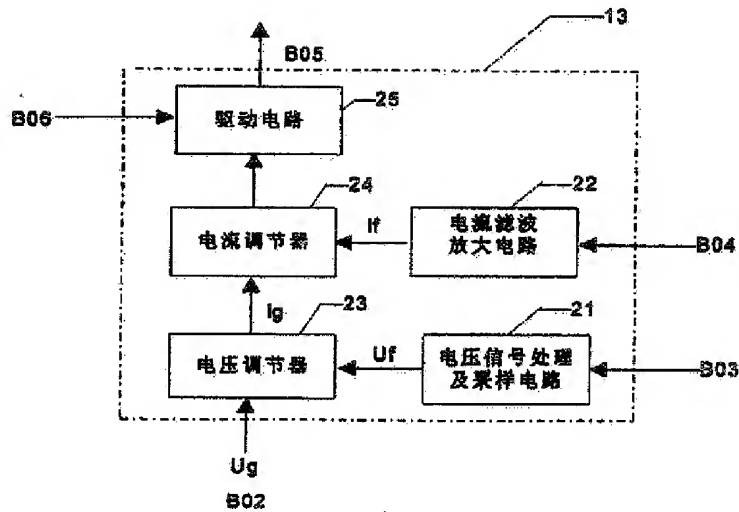 13
B05
25
B06
驱动电路
24
22
电流调节器
If
电流滤波
放大电路
B04
Ig
23
21
电压调节器
Uf
电压信号处理
及采样电路
B03
Ug
B02